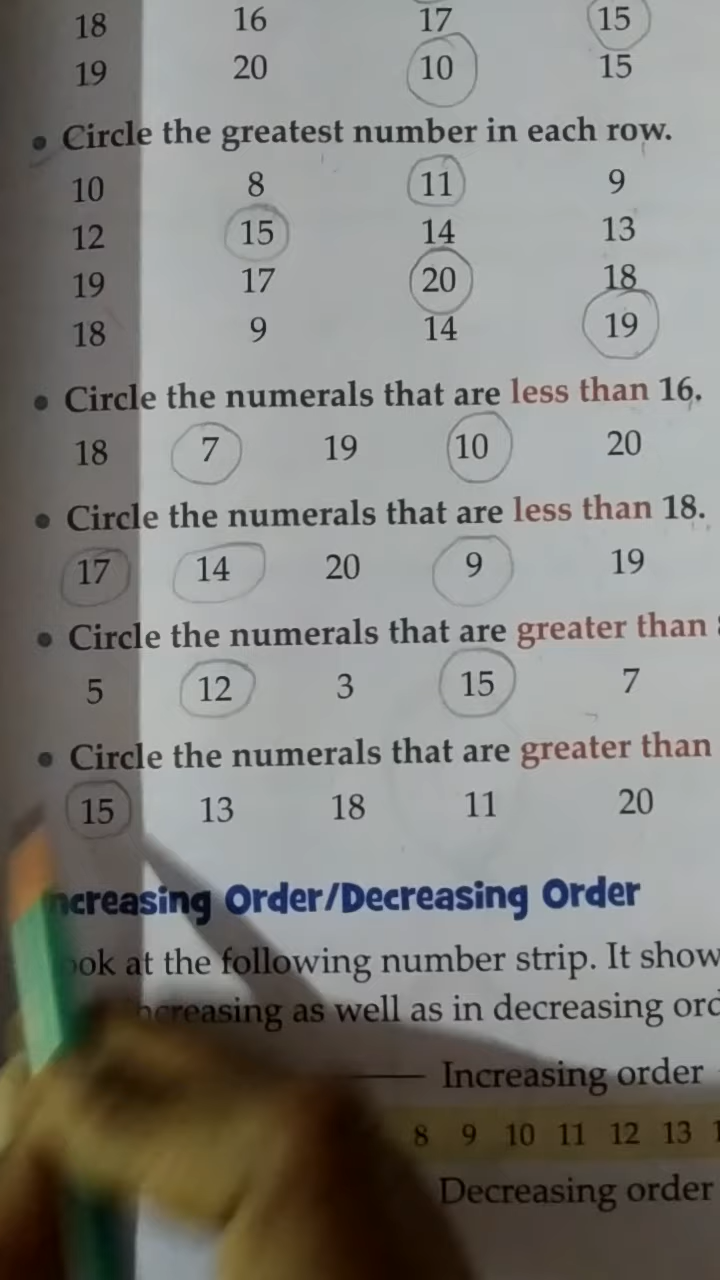 18 16 17 15
19 20 10 15
• Circle the greatest number in each row.
10 8 11 9
12 15 14 13
19 17 20 18
18 9 14 19
• Circle the numerals that are less than 16.
18 7 19 10 20
• Circle the numerals that are less than 18.
17 14 20 9 19
• Circle the numerals that are greater than
5 12 3 15 7
• Circle the numerals that are greater than
15 13 18 11 20
ncreasing Order/Decreasing Order
ook at the following number strip. It show
ncreasing as well as in decreasing ord
Increasing order
8 9 10 11 12 13 1
Decreasing order